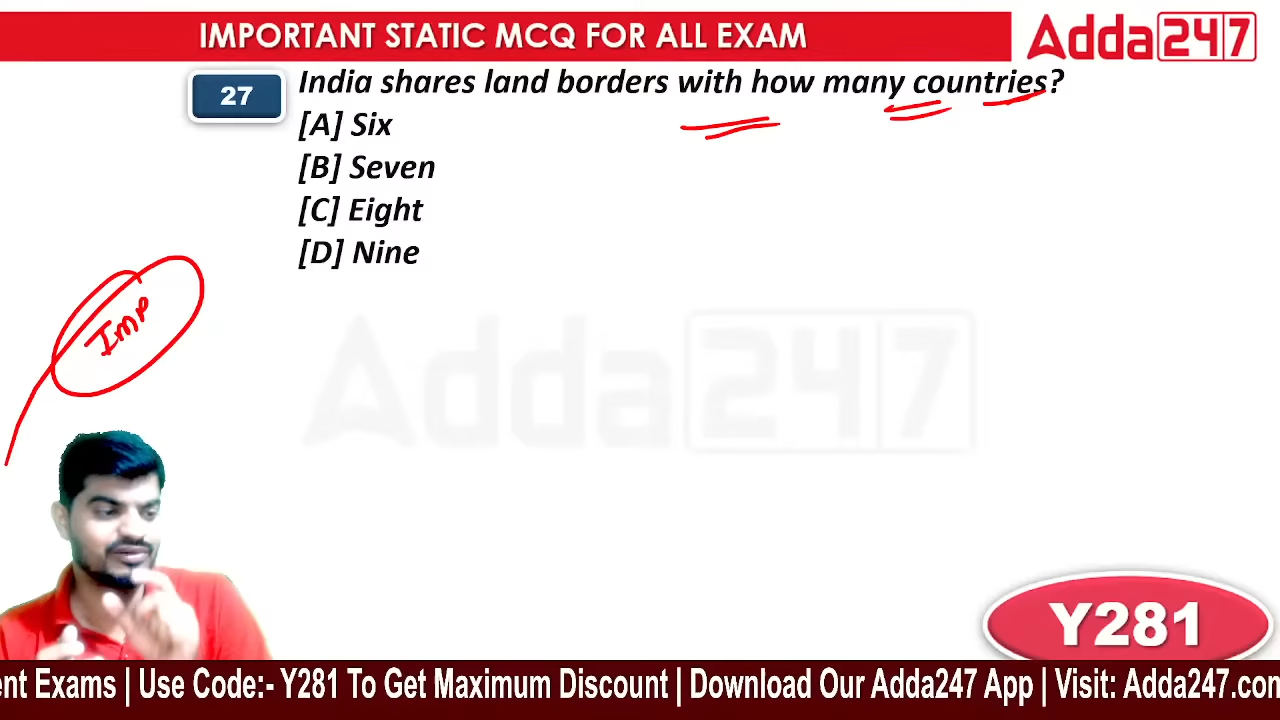 IMPORTANT STATIC MCQ FOR ALL EXAM
Adda247
27
India shares land borders with how many countries?
[A] Six
[B] Seven
[C] Eight
[D] Nine
Imp
Adda247
Y281
ent Exams | Use Code:- Y281 To Get Maximum Discount | Download Our Adda247 App | Visit: Adda247.con